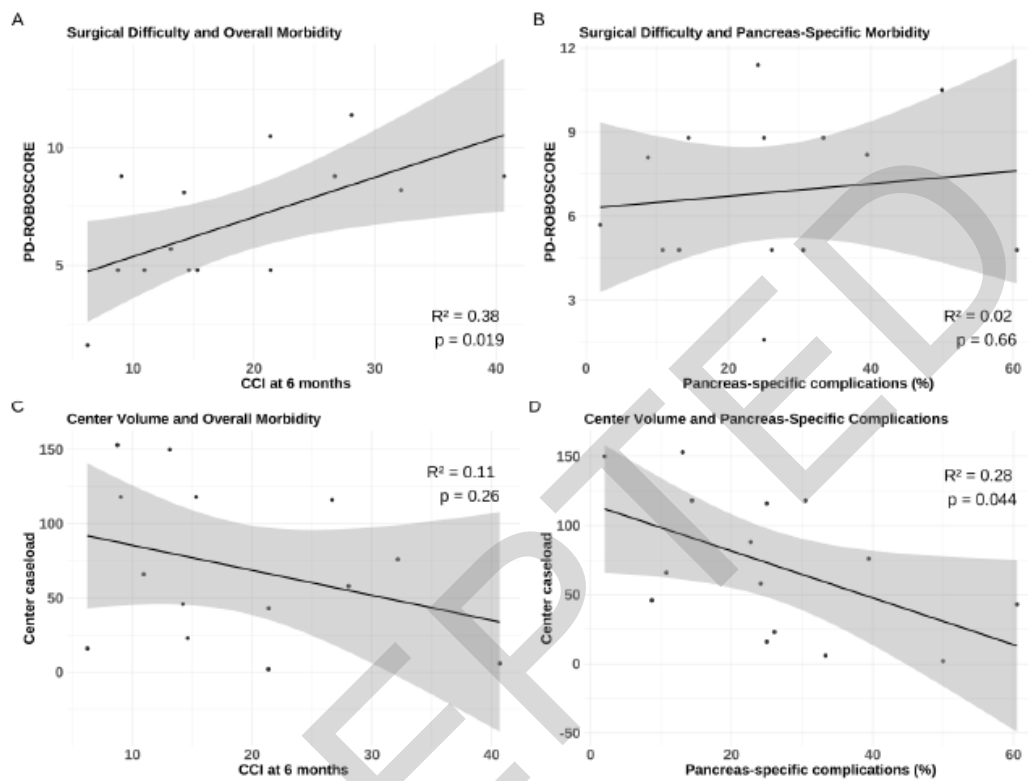 A
Surgical Difficulty and Overall Morbidity
PD-ROBOSCORE
10
5
R² = 0.38
p = 0.019
10
20
30
40
CCI at 6 months
B
Surgical Difficulty and Pancreas-Specific Morbidity
PD-ROBOSCORE
12
9
6
3
R² = 0.02
p = 0.66
0
20
40
60
Pancreas-specific complications (%)
C
Center Volume and Overall Morbidity
Center caseload
150
100
50
0
R² = 0.11
p = 0.26
10
20
30
40
CCI at 6 months
D
Center Volume and Pancreas-Specific Complications
Center caseload
150
100
50
0
-50
R² = 0.28
p = 0.044
0
20
40
60
Pancreas-specific complications (%)
EPTED